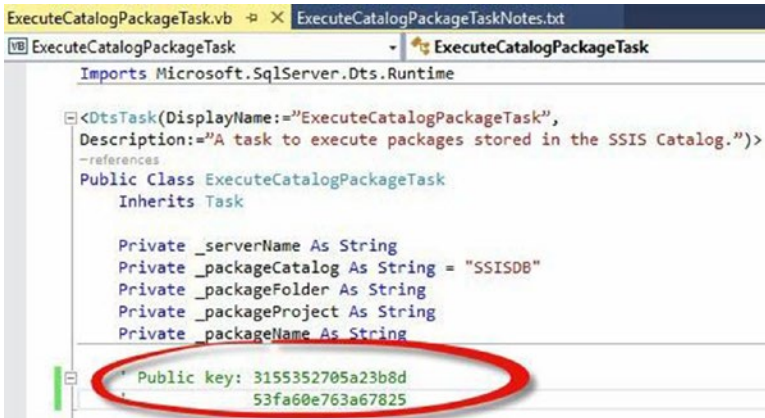 ExecuteCatalogPackageTask.vb ExecuteCatalogPackageTaskNotes.txt
VB ExecuteCatalogPackageTask ExecuteCatalogPackageTask
Imports Microsoft.SqlServer.Dts.Runtime
<DtsTask(DisplayName:=”ExecuteCatalogPackageTask”,
Description:=”A task to execute packages stored in the SSIS Catalog.”)>
-references
Public Class ExecuteCatalogPackageTask
Inherits Task
Private _serverName As String
Private _packageCatalog As String = "SSISDB"
Private _packageFolder As String
Private _packageProject As String
Private _packageName As String
' Public key: 3155352705a23b8d
' 53fa60e763a67825